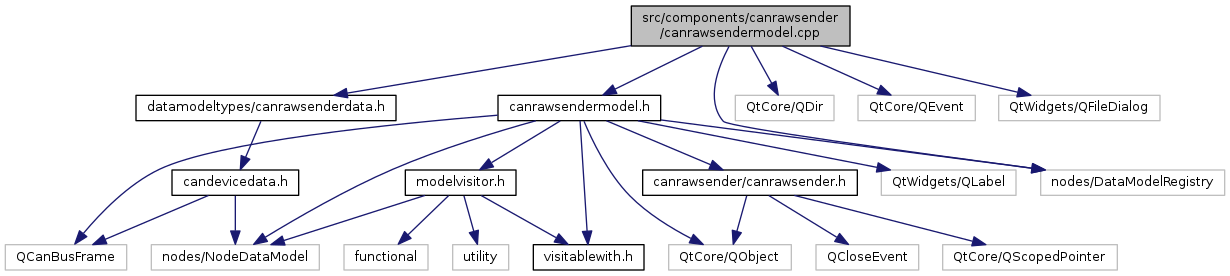 src/components/canrawsender
/canrawsendermodel.cpp
datamodeltypes/canrawsenderdata.h
canrawsendermodel.h
QtCore/QDir
QtCore/QEvent
QtWidgets/QFileDialog
candevicedata.h
modelvisitor.h
canrawsender/canrawsender.h
QtWidgets/QLabel
nodes/DataModelRegistry
QCanBusFrame
nodes/NodeDataModel
functional
utility
visitablewith.h
QtCore/QObject
QCloseEvent
QtCore/QScopedPointer